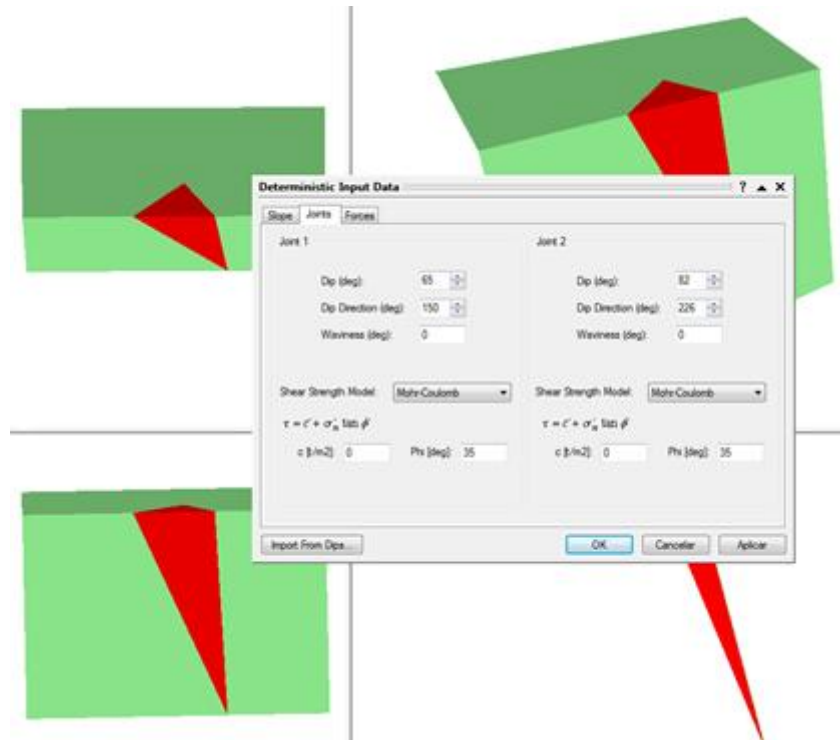 Deterministic Input Data ? ▲ X
Slope Joints Forces
Joint 1 Joint 2
Dip (deg): 65 Dip (deg): 82
Dip Direction (deg): 150 Dip Direction (deg): 226
Waviness (deg): 0 Waviness (deg): 0
Shear Strength Model: Mohr-Coulomb Shear Strength Model: Mohr-Coulomb
τ = c' + σ'n tan φ' τ = c' + σ'n tan φ'
c [t/m2]: 0 Phi [deg]: 35 c [t/m2]: 0 Phi [deg]: 35
Import From Dips... OK Cancelar Aplicar